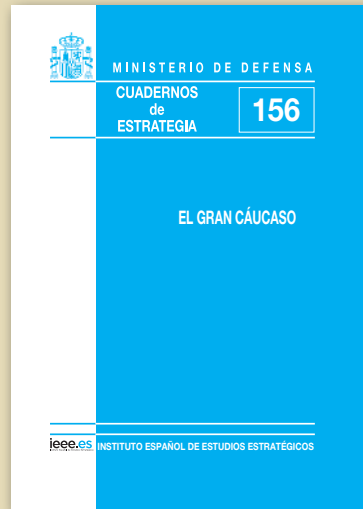 MINISTERIO DE DEFENSA
CUADERNOS
de
ESTRATEGIA
156
EL GRAN CÁUCASO
ieee.es
INSTITUTO ESPAÑOL DE ESTUDIOS ESTRATÉGICOS